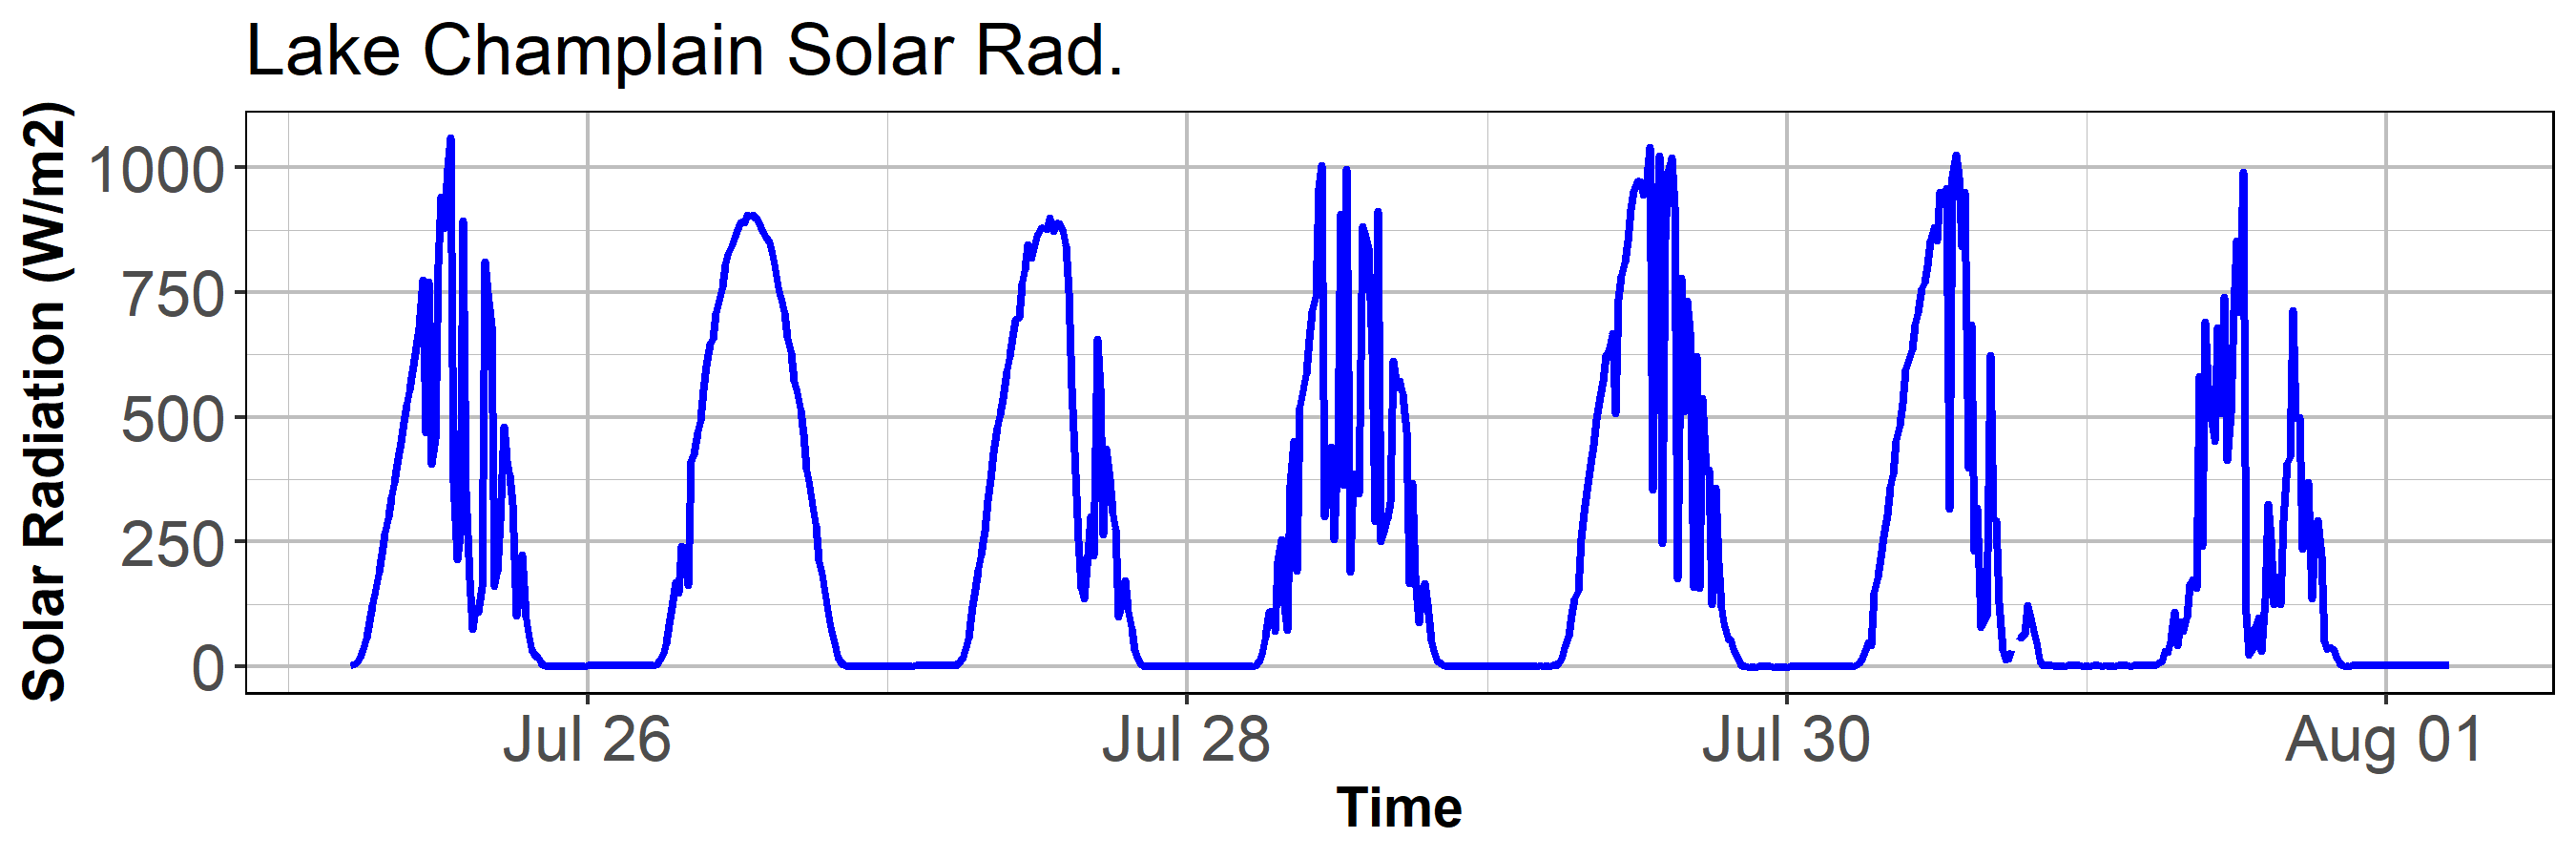 Lake Champlain Solar Rad.
Solar Radiation (W/m2)
1000
750
500
250
0
Jul 26
Jul 28
Jul 30
Aug 01
Time